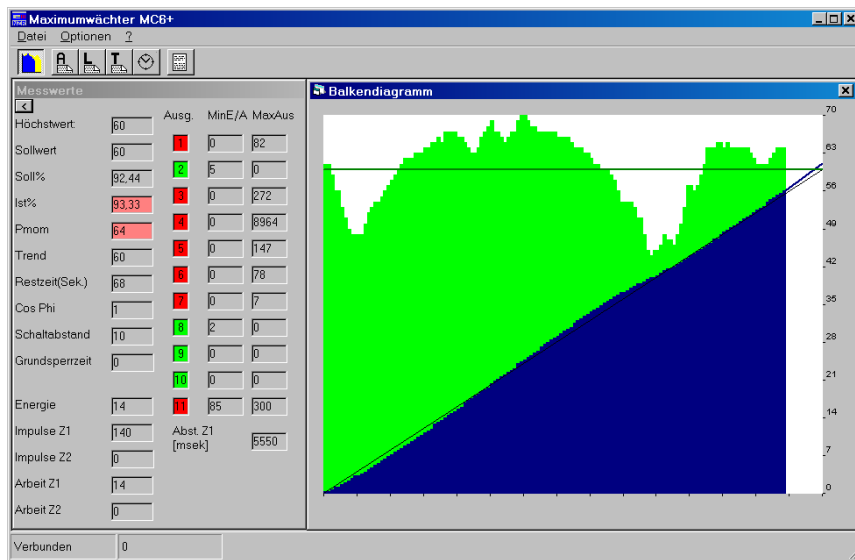 Maximumwächter MC6+
Datei Optionen ?
A L T
Messwerte
<
Höchstwert: 60
Sollwert 60
Soll% 92,44
Ist% 93,33
Pmom 64
Trend 60
Restzeit(Sek.) 68
Cos Phi 1
Schaltabstand 10
Grundsperrzeit 0
Energie 14
Impulse Z1 140
Impulse Z2 0
Arbeit Z1 14
Arbeit Z2 0
Ausg. MinE/A MaxAus
1 0 82
2 5 0
3 0 272
4 0 8964
5 0 147
6 0 78
7 0 7
8 2 0
9 0 0
10 0 0
11 85 300
Abst. Z1
[msek] 5550
Balkendiagramm
70
63
56
49
42
35
28
21
14
7
0
Verbunden 0